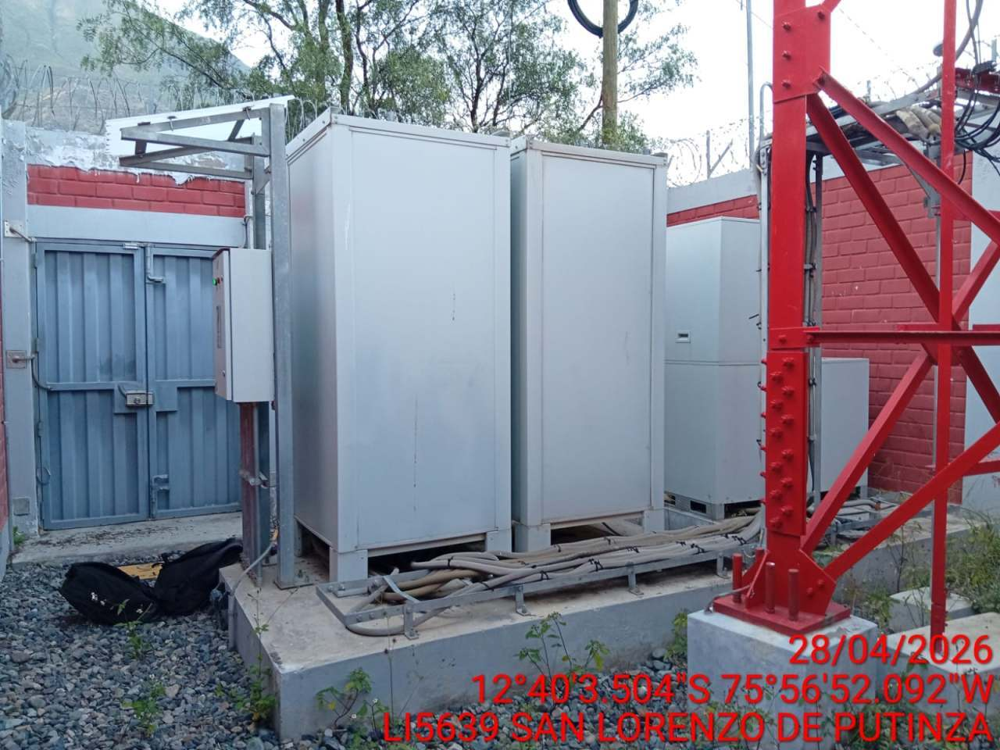 28/04/2026
12°40'3.504"S 75°56'52.092"W
LI5639 SAN LORENZO DE PUTINZA